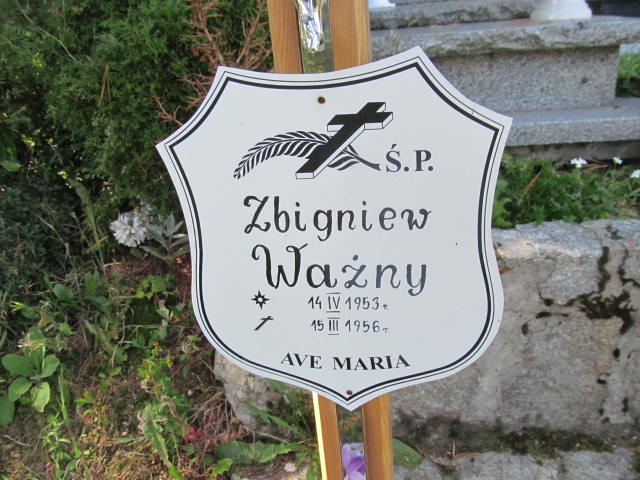 Ś.P.
Zbigniew
Ważny
14 IV 1953 r.
15 III 1956 r.
AVE MARIA